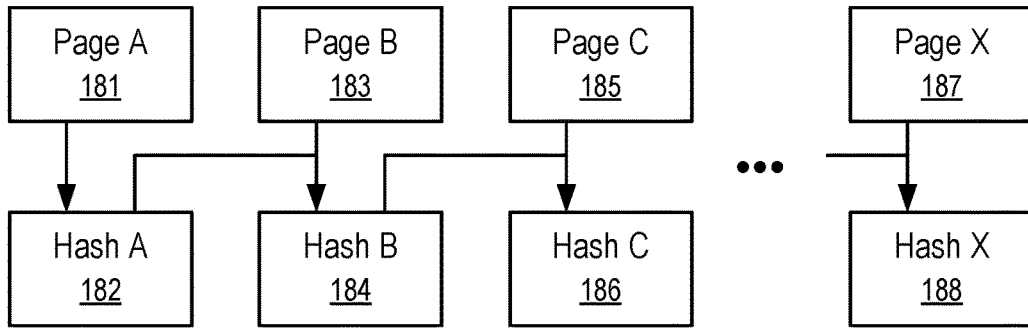 Page A
181
Page B
183
Page C
185
Page X
187
•••
Hash A
182
Hash B
184
Hash C
186
Hash X
188